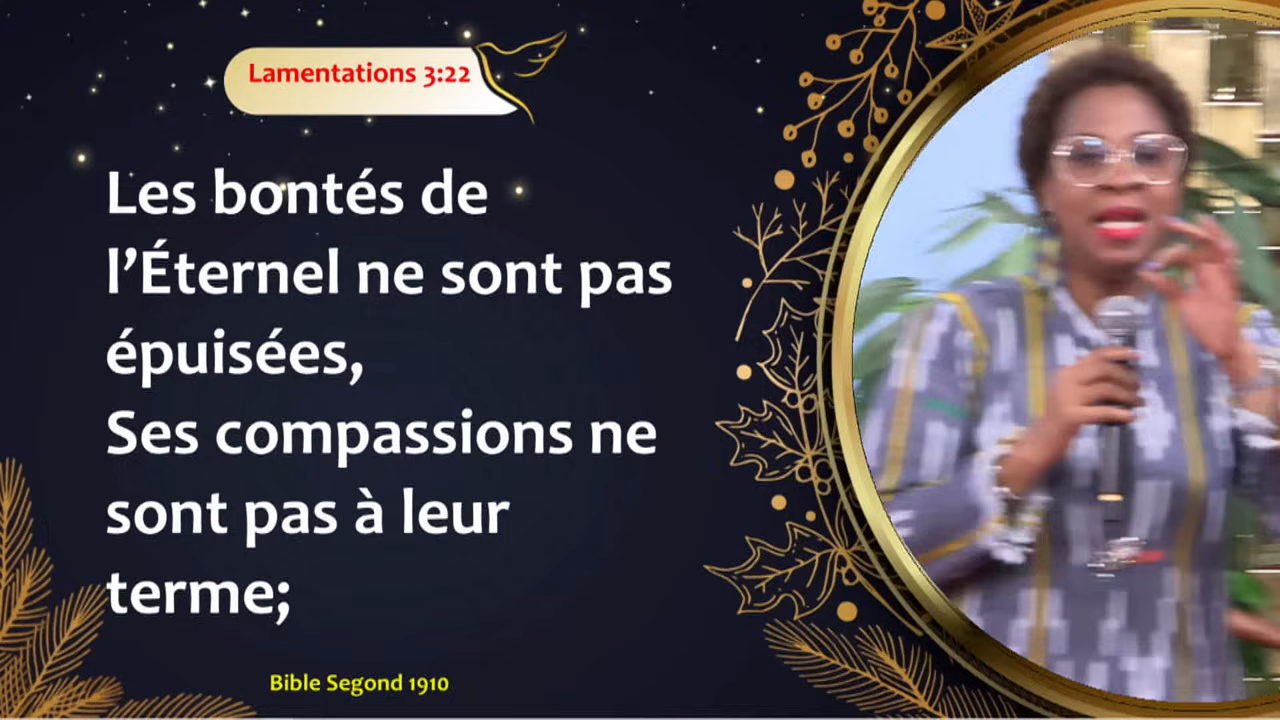 Lamentations 3:22
Les bontés de
l’Éternel ne sont pas
épuisées,
Ses compassions ne
sont pas à leur
terme;
Bible Segond 1910